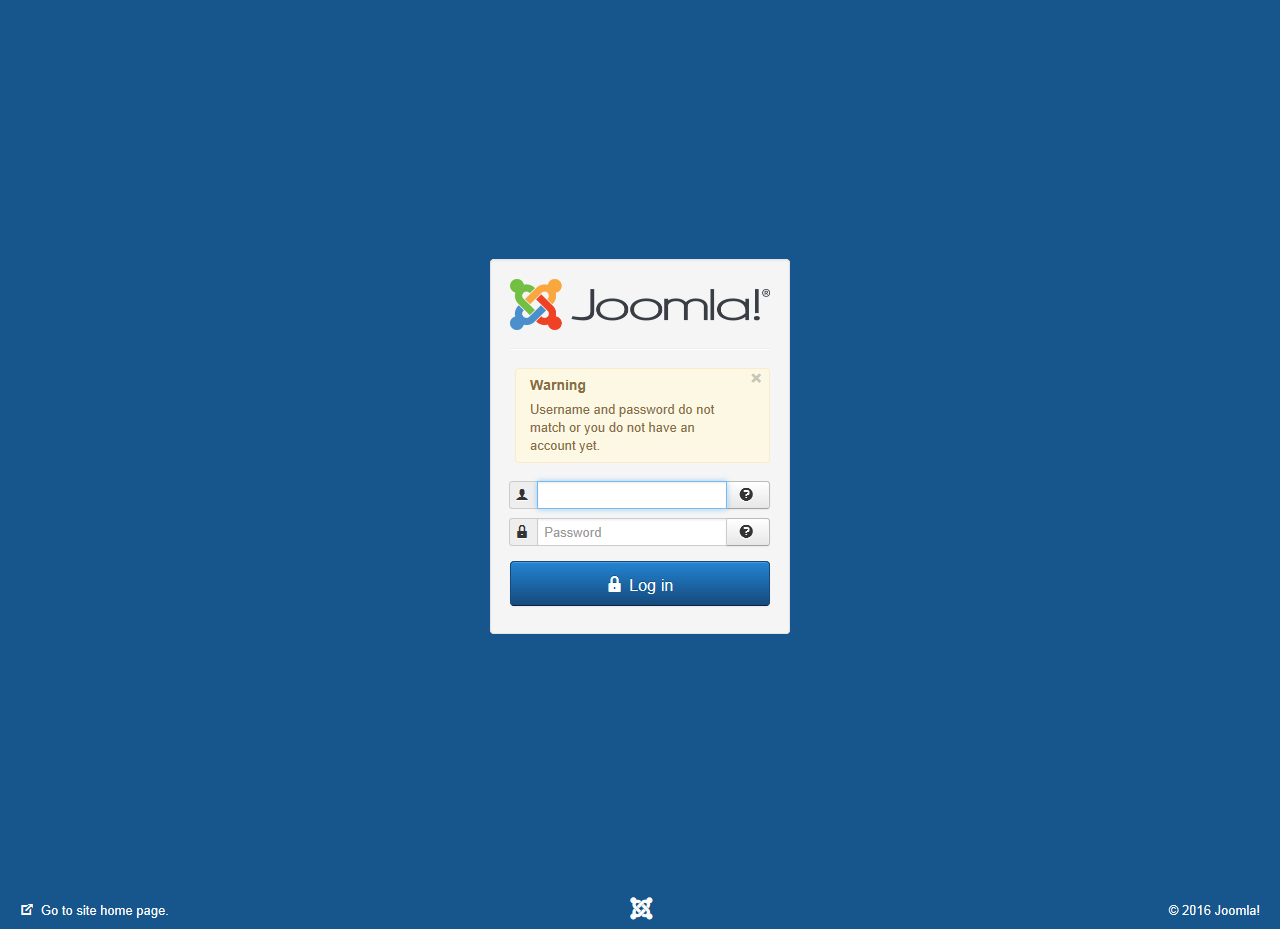 Joomla!®
Warning
Username and password do not
match or you do not have an
account yet.
Password
Log in
Go to site home page.
© 2016 Joomla!